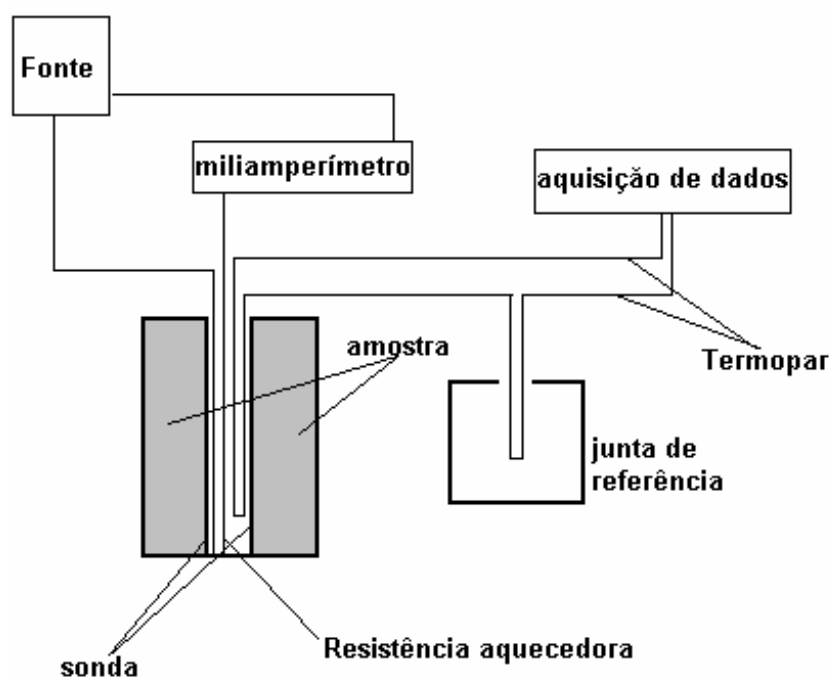 Fonte
miliamperímetro
aquisição de dados
amostra
Termopar
junta de
referência
Resistência aquecedora
sonda